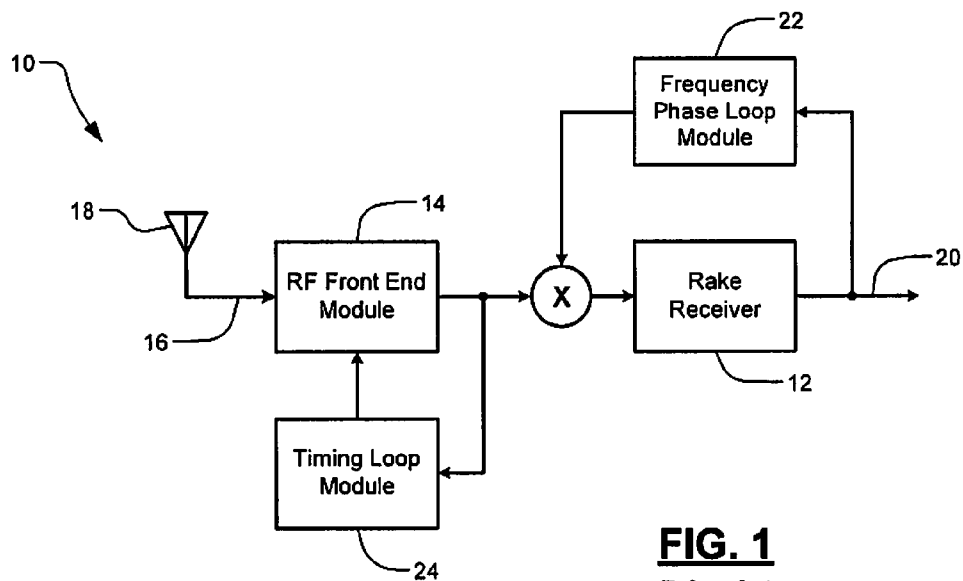 10
22
Frequency
Phase Loop
Module
18
14
20
RF Front End
Module
X
Rake
Receiver
16
12
Timing Loop
Module
24
FIG. 1